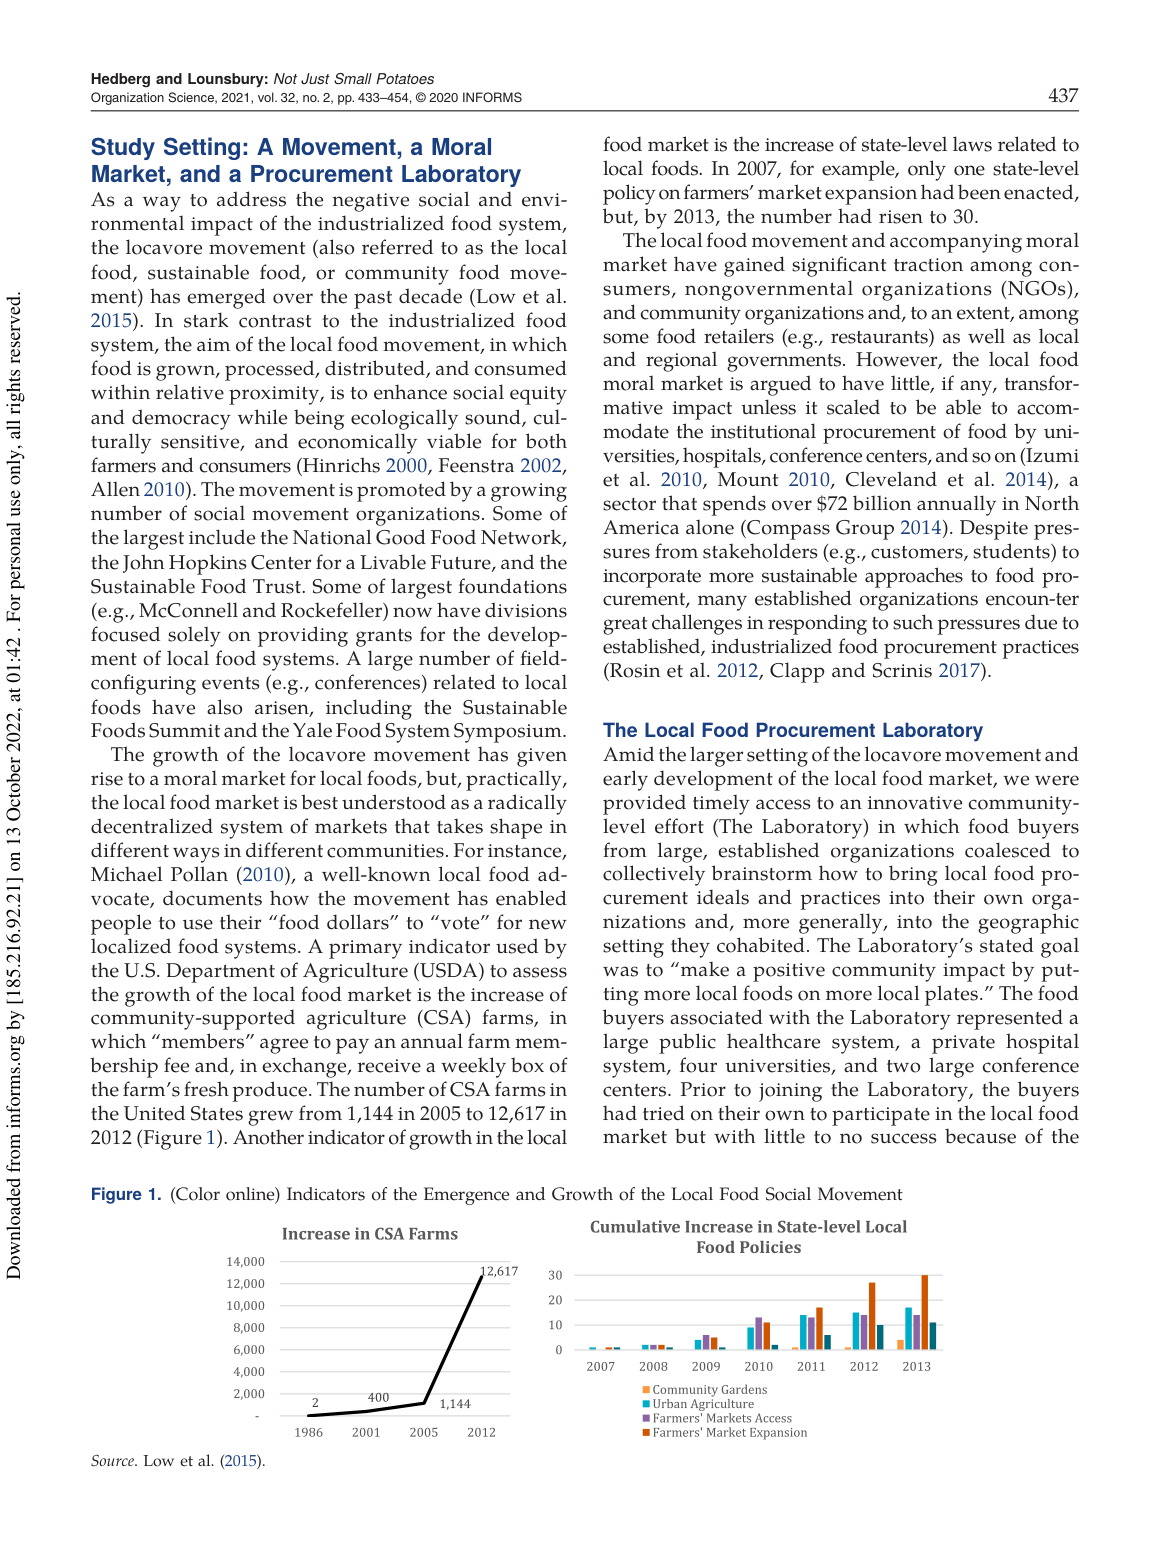 Hedberg and Lounsbury: Not Just Small Potatoes
Organization Science, 2021, vol. 32, no. 2, pp. 433–454, © 2020 INFORMS
437
Study Setting: A Movement, a Moral
Market, and a Procurement Laboratory
As a way to address the negative social and envi-
ronmental impact of the industrialized food system,
the locavore movement (also referred to as the local
food, sustainable food, or community food move-
ment) has emerged over the past decade (Low et al.
2015). In stark contrast to the industrialized food
system, the aim of the local food movement, in which
food is grown, processed, distributed, and consumed
within relative proximity, is to enhance social equity
and democracy while being ecologically sound, cul-
turally sensitive, and economically viable for both
farmers and consumers (Hinrichs 2000, Feenstra 2002,
Allen 2010). The movement is promoted by a growing
number of social movement organizations. Some of
the largest include the National Good Food Network,
the John Hopkins Center for a Livable Future, and the
Sustainable Food Trust. Some of largest foundations
(e.g., McConnell and Rockefeller) now have divisions
focused solely on providing grants for the develop-
ment of local food systems. A large number of field-
configuring events (e.g., conferences) related to local
foods have also arisen, including the Sustainable
Foods Summit and the Yale Food System Symposium.
The growth of the locavore movement has given
rise to a moral market for local foods, but, practically,
the local food market is best understood as a radically
decentralized system of markets that takes shape in
different ways in different communities. For instance,
Michael Pollan (2010), a well-known local food ad-
vocate, documents how the movement has enabled
people to use their “food dollars” to “vote” for new
localized food systems. A primary indicator used by
the U.S. Department of Agriculture (USDA) to assess
the growth of the local food market is the increase of
community-supported agriculture (CSA) farms, in
which “members” agree to pay an annual farm mem-
bership fee and, in exchange, receive a weekly box of
the farm’s fresh produce. The number of CSA farms in
the United States grew from 1,144 in 2005 to 12,617 in
2012 (Figure 1). Another indicator of growth in the local
food market is the increase of state-level laws related to
local foods. In 2007, for example, only one state-level
policy on farmers’ market expansion had been enacted,
but, by 2013, the number had risen to 30.
The local food movement and accompanying moral
market have gained significant traction among con-
sumers, nongovernmental organizations (NGOs),
and community organizations and, to an extent, among
some food retailers (e.g., restaurants) as well as local
and regional governments. However, the local food
moral market is argued to have little, if any, transfor-
mative impact unless it scaled to be able to accom-
modate the institutional procurement of food by uni-
versities, hospitals, conference centers, and so on (Izumi
et al. 2010, Mount 2010, Cleveland et al. 2014), a
sector that spends over $72 billion annually in North
America alone (Compass Group 2014). Despite pres-
sures from stakeholders (e.g., customers, students) to
incorporate more sustainable approaches to food pro-
curement, many established organizations encoun-ter
great challenges in responding to such pressures due to
established, industrialized food procurement practices
(Rosin et al. 2012, Clapp and Scrinis 2017).
The Local Food Procurement Laboratory
Amid the larger setting of the locavore movement and
early development of the local food market, we were
provided timely access to an innovative community-
level effort (The Laboratory) in which food buyers
from large, established organizations coalesced to
collectively brainstorm how to bring local food pro-
curement ideals and practices into their own orga-
nizations and, more generally, into the geographic
setting they cohabited. The Laboratory’s stated goal
was to “make a positive community impact by put-
ting more local foods on more local plates.” The food
buyers associated with the Laboratory represented a
large public healthcare system, a private hospital
system, four universities, and two large conference
centers. Prior to joining the Laboratory, the buyers
had tried on their own to participate in the local food
market but with little to no success because of the
Figure 1. (Color online) Indicators of the Emergence and Growth of the Local Food Social Movement
Increase in CSA Farms
14,000
12,000
10,000
8,000
6,000
4,000
2,000
-
2
400
1,144
12,617
1986 2001 2005 2012
Cumulative Increase in State-level Local
Food Policies
30
20
10
0
2007 2008 2009 2010 2011 2012 2013
Community Gardens
Urban Agriculture
Farmers' Markets Access
Farmers' Market Expansion
Source. Low et al. (2015).
Downloaded from informs.org by [185.216.92.21] on 13 October 2022, at 01:42 . For personal use only, all rights reserved.